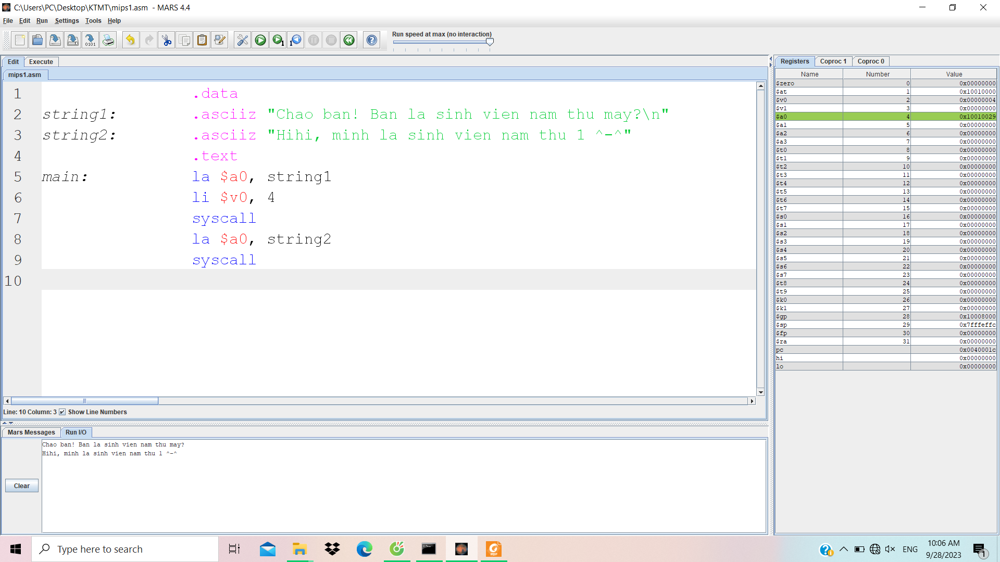 C:\Users\PC\Desktop\KTMT\mips1.asm - MARS 4.4
File Edit Run Settings Tools Help
Run speed at max (no interaction)
Edit Execute
mips1.asm
1 .data
2 string1: .asciiz "Chao ban! Ban la sinh vien nam thu may?\n"
3 string2: .asciiz "Hihi, minh la sinh vien nam thu 1 ^-^"
4 .text
5 main: la $a0, string1
6 li $v0, 4
7 syscall
8 la $a0, string2
9 syscall
10
Line: 10 Column: 3 Show Line Numbers
Mars Messages Run I/O
Chao ban! Ban la sinh vien nam thu may?
Hihi, minh la sinh vien nam thu 1 ^-^
Clear
Registers Coproc 1 Coproc 0
Name Number Value
$zero 0 0x00000000
$at 1 0x10010000
$v0 2 0x00000004
$v1 3 0x00000000
$a0 4 0x10010029
$a1 5 0x00000000
$a2 6 0x00000000
$a3 7 0x00000000
$t0 8 0x00000000
$t1 9 0x00000000
$t2 10 0x00000000
$t3 11 0x00000000
$t4 12 0x00000000
$t5 13 0x00000000
$t6 14 0x00000000
$t7 15 0x00000000
$s0 16 0x00000000
$s1 17 0x00000000
$s2 18 0x00000000
$s3 19 0x00000000
$s4 20 0x00000000
$s5 21 0x00000000
$s6 22 0x00000000
$s7 23 0x00000000
$t8 24 0x00000000
$t9 25 0x00000000
$k0 26 0x00000000
$k1 27 0x00000000
$gp 28 0x10008000
$sp 29 0x7fffeffc
$fp 30 0x00000000
$ra 31 0x00000000
pc 0x0040001c
hi 0x00000000
lo 0x00000000
Type here to search
ENG
10:06 AM
9/28/2023
1